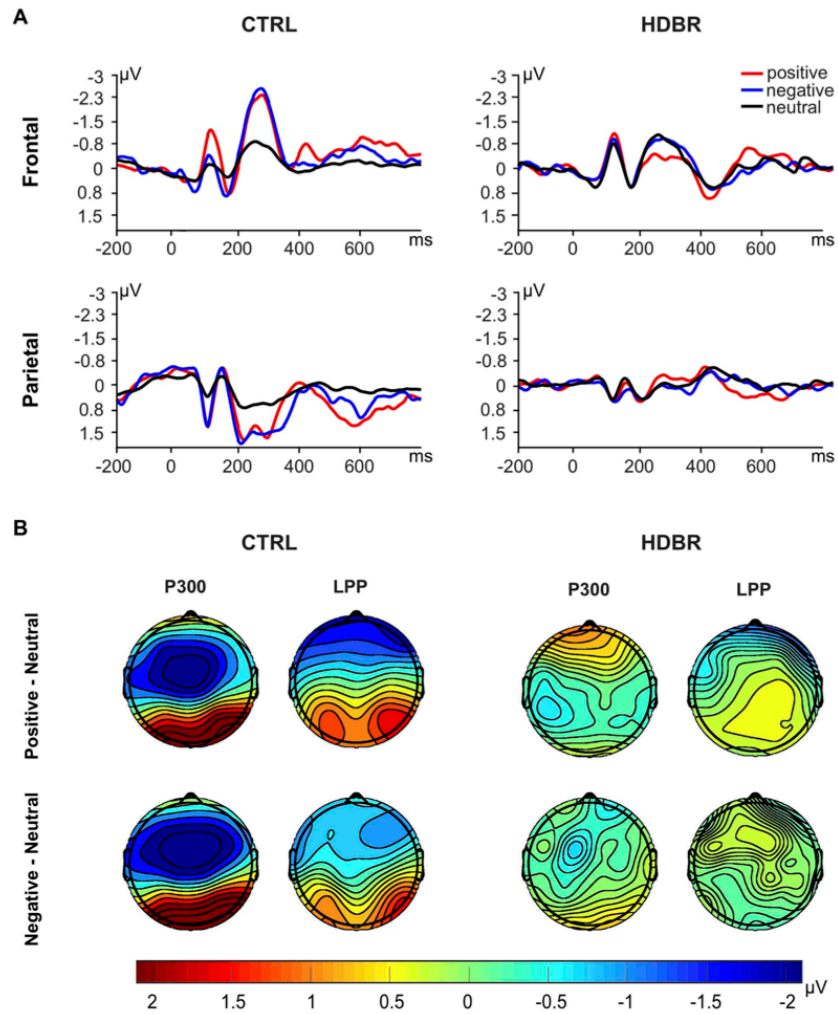 A
CTRL
HDBR
Frontal
µV
-3
-2.3
-1.5
-0.8
0
0.8
1.5
-200
0
200
400
600
ms
µV
-3
-2.3
-1.5
-0.8
0
0.8
1.5
-200
0
200
400
600
ms
positive
negative
neutral
Parietal
µV
-3
-2.3
-1.5
-0.8
0
0.8
1.5
-200
0
200
400
600
ms
µV
-3
-2.3
-1.5
-0.8
0
0.8
1.5
-200
0
200
400
600
ms
B
CTRL
HDBR
P300
LPP
P300
LPP
Positive - Neutral
Negative - Neutral
2
1.5
1
0.5
0
-0.5
-1
-1.5
-2
µV